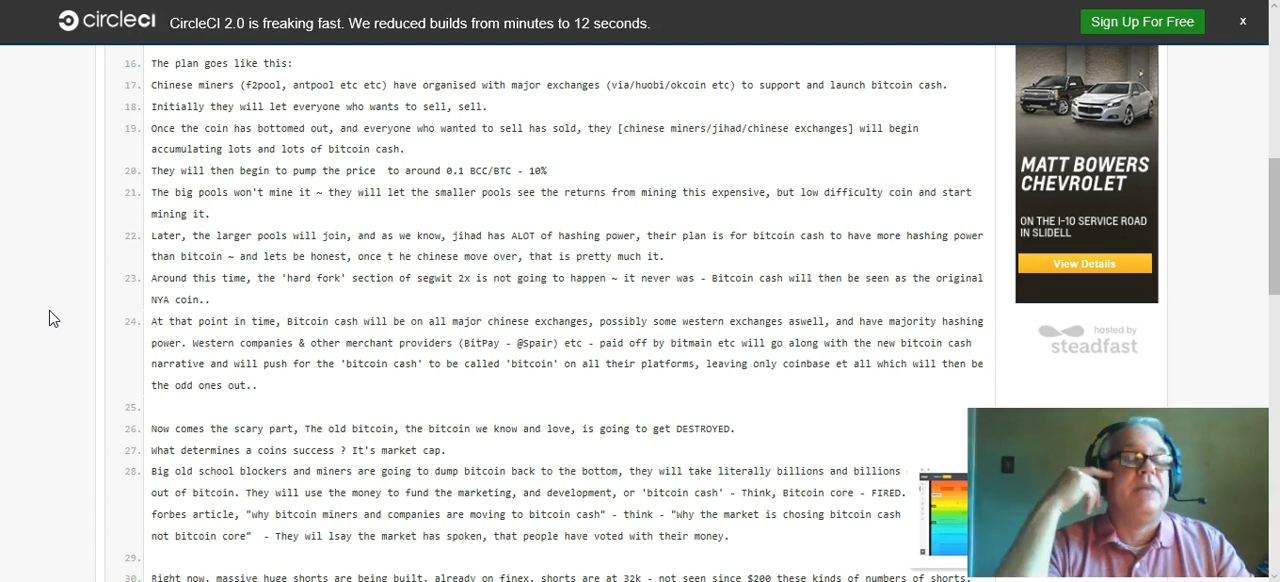 circleci CircleCI 2.0 is freaking fast. We reduced builds from minutes to 12 seconds. Sign Up For Free x
16. The plan goes like this:
17. Chinese miners (f2pool, antpool etc etc) have organised with major exchanges (via/huobi/okcoin etc) to support and launch bitcoin cash.
18. Initially they will let everyone who wants to sell, sell.
19. Once the coin has bottomed out, and everyone who wanted to sell has sold, they [chinese miners/jihad/chinese exchanges] will begin
accumulating lots and lots of bitcoin cash.
20. They will then begin to pump the price  to around 0.1 BCC/BTC - 10%
21. The big pools won't mine it ~ they will let the smaller pools see the returns from mining this expensive, but low difficulty coin and start
mining it.
22. Later, the larger pools will join, and as we know, jihad has ALOT of hashing power, their plan is for bitcoin cash to have more hashing power
than bitcoin ~ and lets be honest, once t he chinese move over, that is pretty much it.
23. Around this time, the 'hard fork' section of segwit 2x is not going to happen ~ it never was - Bitcoin cash will then be seen as the original
NYA coin..
24. At that point in time, Bitcoin cash will be on all major chinese exchanges, possibly some western exchanges aswell, and have majority hashing
power. Western companies & other merchant providers (BitPay - @Spair) etc - paid off by bitmain etc will go along with the new bitcoin cash
narrative and will push for the 'bitcoin cash' to be called 'bitcoin' on all their platforms, leaving only coinbase et all which will then be
the odd ones out..
25.
26. Now comes the scary part, The old bitcoin, the bitcoin we know and love, is going to get DESTROYED.
27. What determines a coins success ? It's market cap.
28. Big old school blockers and miners are going to dump bitcoin back to the bottom, they will take literally billions and billions
out of bitcoin. They will use the money to fund the marketing, and development, or 'bitcoin cash' - Think, Bitcoin core - FIRED.
forbes article, "why bitcoin miners and companies are moving to bitcoin cash" - think - "Why the market is chosing bitcoin cash
not bitcoin core"  - They wil lsay the market has spoken, that people have voted with their money.
29.
30. Right now, massive huge shorts are being built, already on finex, shorts are at 32k - not seen since $200 these kinds of numbers of shorts.
MATT BOWERS
CHEVROLET
ON THE I-10 SERVICE ROAD
IN SLIDELL
View Details
hosted by
steadfast